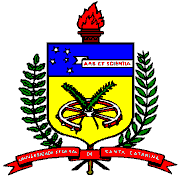 ARS ET SCIENTIA
UNIVERSIDADE FEDERAL DE SANTA CATARINA